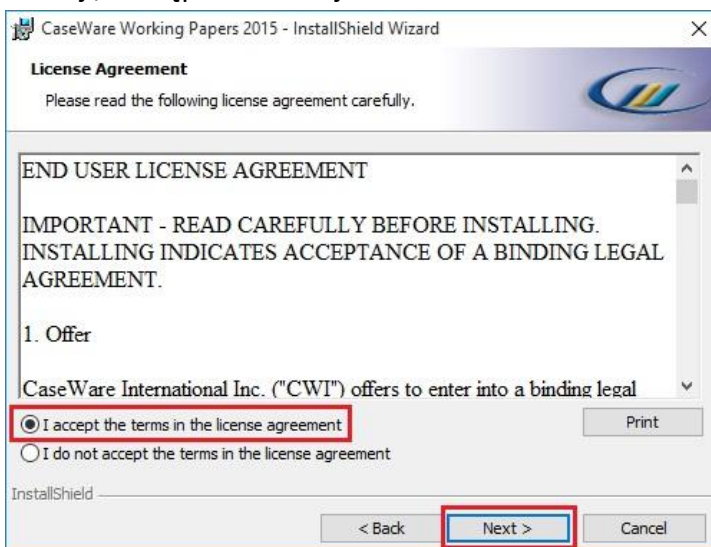 CaseWare Working Papers 2015 - InstallShield Wizard
License Agreement
Please read the following license agreement carefully.
END USER LICENSE AGREEMENT
IMPORTANT - READ CAREFULLY BEFORE INSTALLING.
INSTALLING INDICATES ACCEPTANCE OF A BINDING LEGAL
AGREEMENT.
1. Offer
CaseWare International Inc. ("CWI") offers to enter into a binding legal
I accept the terms in the license agreement
Print
I do not accept the terms in the license agreement
InstallShield
< Back
Next >
Cancel